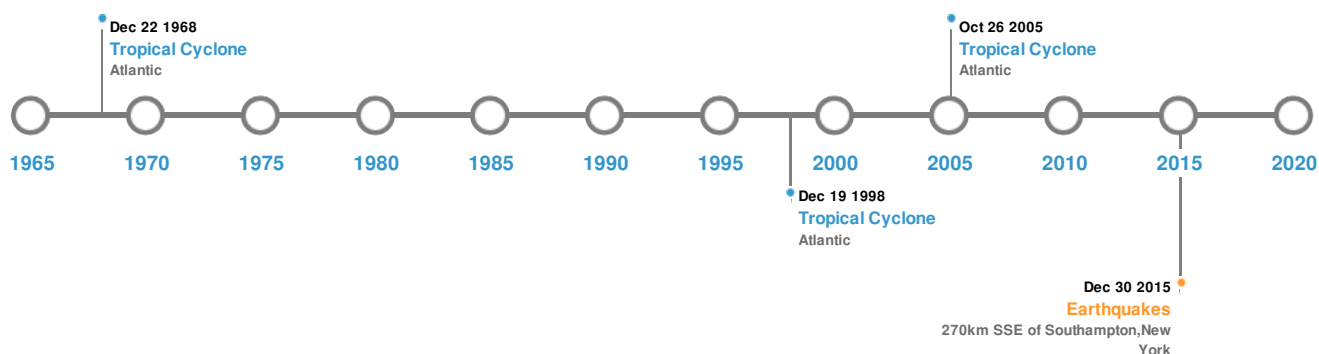 Dec 22 1968
Tropical Cyclone
Atlantic
Oct 26 2005
Tropical Cyclone
Atlantic
1965 1970 1975 1980 1985 1990 1995 2000 2005 2010 2015 2020
Dec 19 1998
Tropical Cyclone
Atlantic
Dec 30 2015
Earthquakes
270km SSE of Southampton,New
York